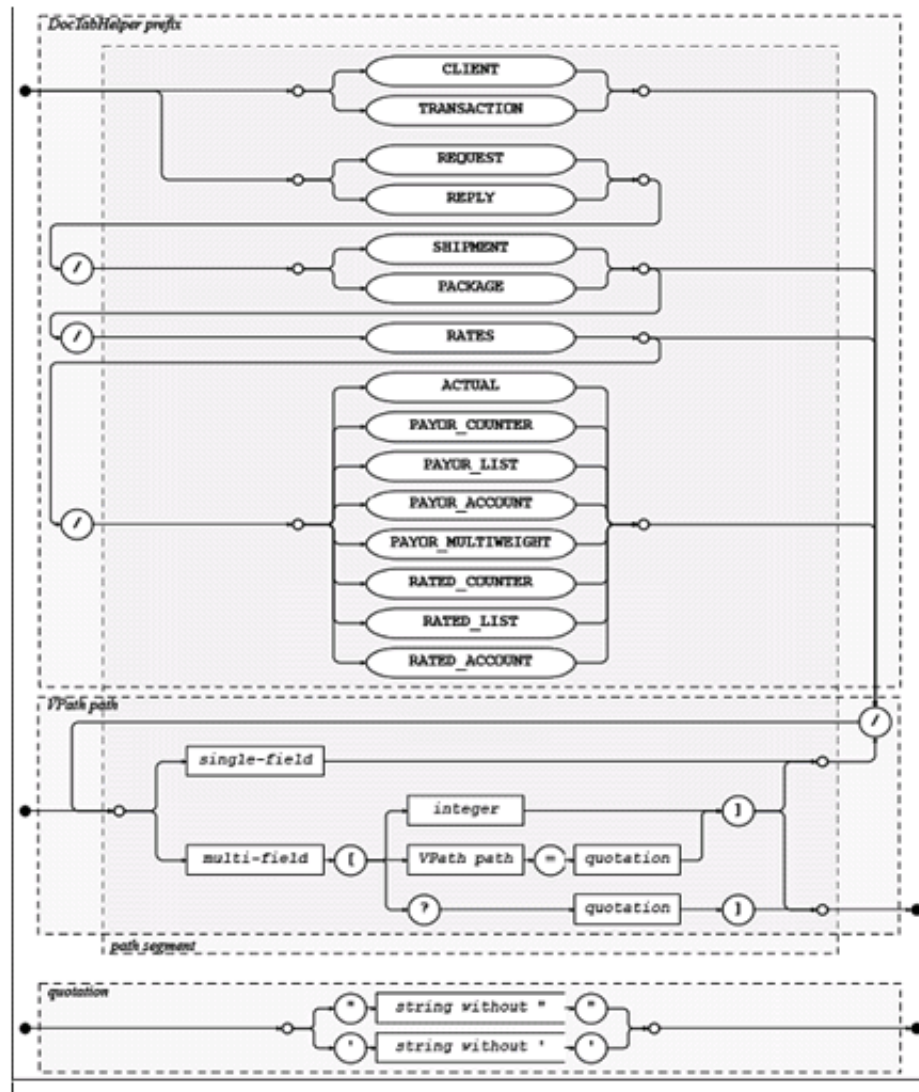 DocTabHelper prefix
CLIENT
TRANSACTION
REQUEST
REPLY
/ SHIPMENT
PACKAGE
/ RATES
ACTUAL
PAYOR_COUNTER
PAYOR_LIST
PAYOR_ACCOUNT
/ PAYOR_MULTIWEIGHT
RATED_COUNTER
RATED_LIST
RATED_ACCOUNT
VPath path
/
single-field
integer ]
multi-field [ VPath path = quotation
? quotation ]
path segment
quotation
" string without " "
' string without ' '